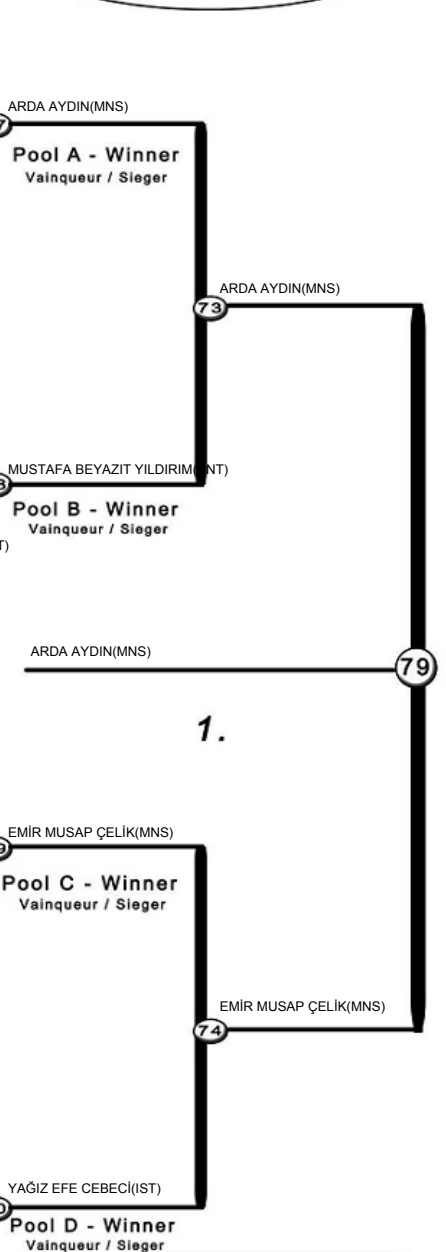 ARDA AYDIN(MNS)
7
Pool A - Winner
Vainqueur / Sieger
ARDA AYDIN(MNS)
73
MUSTAFA BEYAZIT YILDIRIM( NT)
Pool B - Winner
Vainqueur / Sieger
T)
ARDA AYDIN(MNS)
79
1.
EMİR MUSAP ÇELİK(MNS)
Pool C - Winner
Vainqueur / Sieger
EMİR MUSAP ÇELİK(MNS)
74
YAĞIZ EFE CEBECİ(IST)
Pool D - Winner
Vainqueur / Sieger